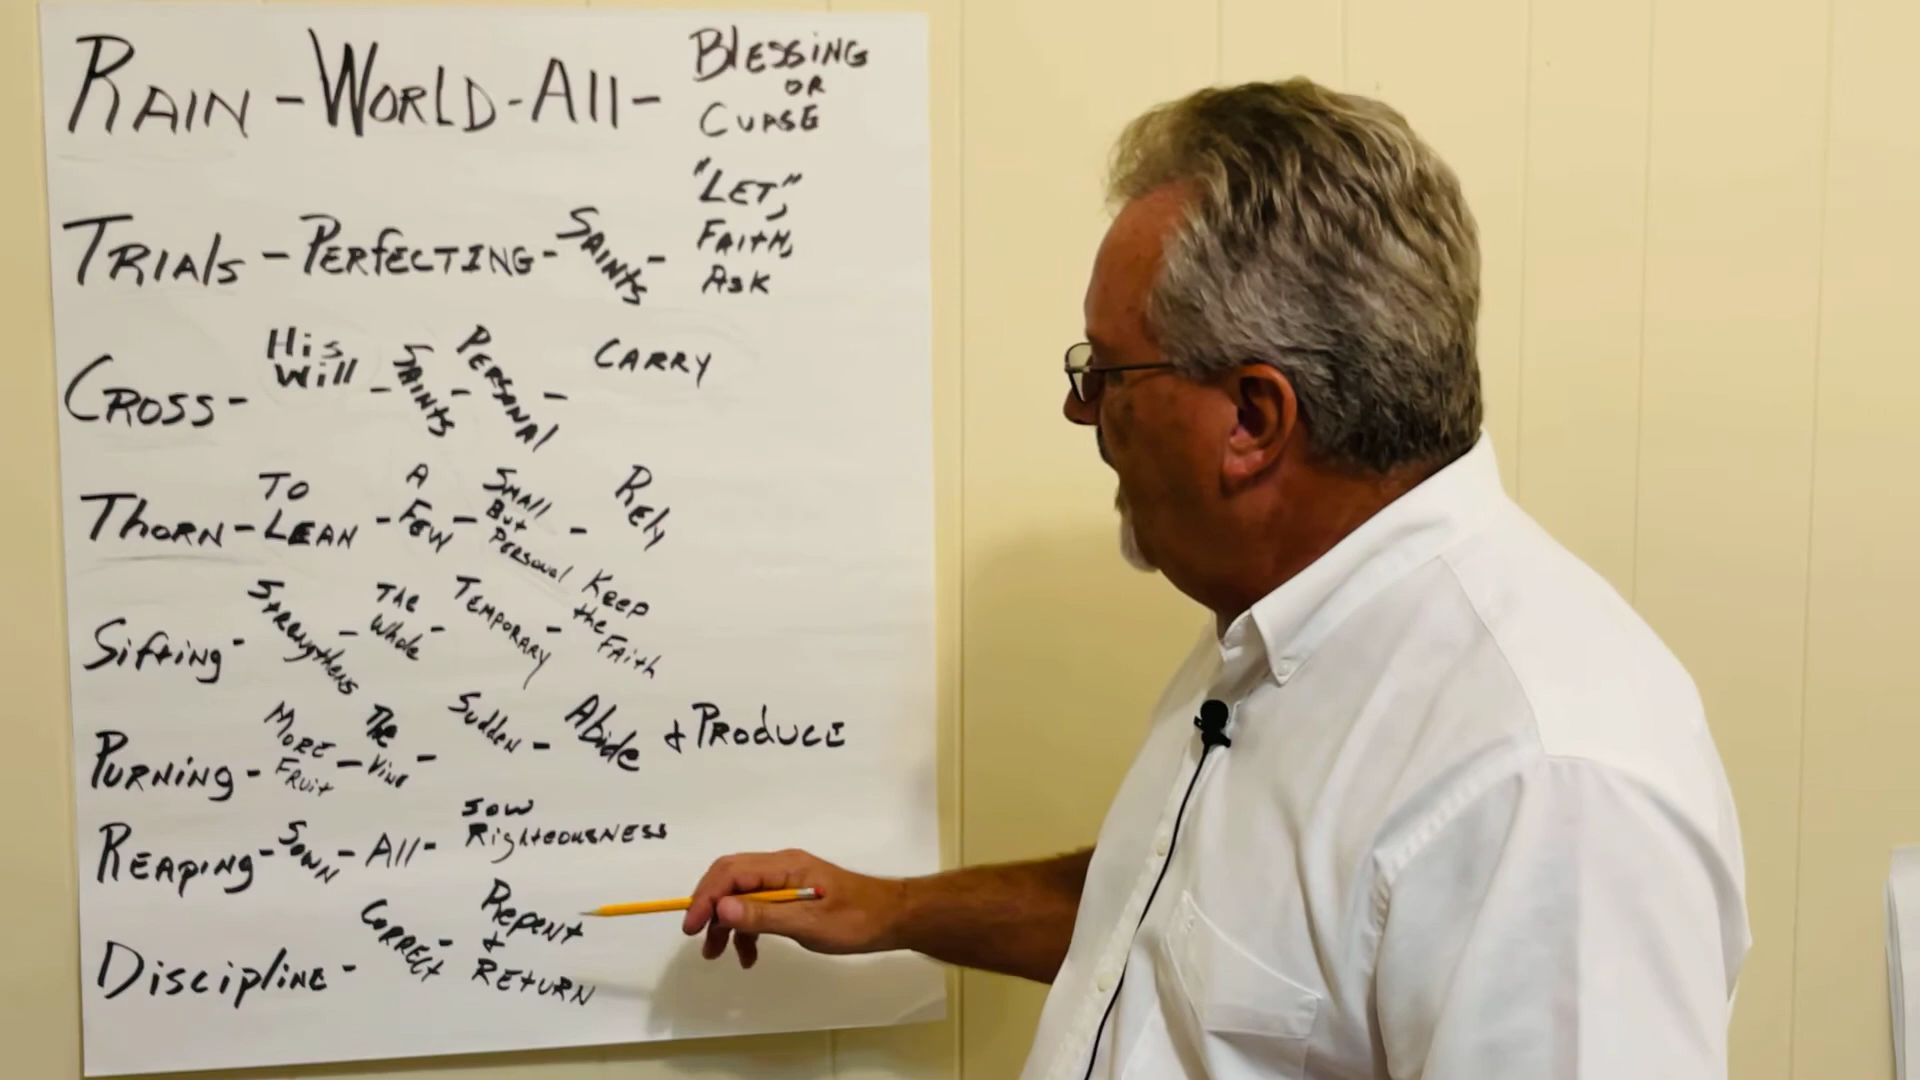 RAIN - WORLD - All - BlESSiNG OR CURSE
TRIAls - PERfECTING - SAINtS - "LET," FAItH, ASK
CROSS - His Will - SAiNtS - PERSONAl - CARRY
THORN - TO LEAN - A FEW - SMAll But PERSONAl - RELY
Sifting - Strengthens - THE Whole - TEMPORARY - KEEP the FAith
PURNiNG - MORE FRUit - The ViNE - Sudden - Abide & PRoduCE
REApiNG - SOWN - All - SOW RightEOUSNESS
DisciplinE - CORRECt - REPENt & REtURN